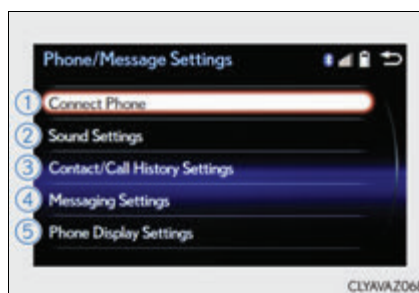 Phone/Message Settings
1 Connect Phone
2 Sound Settings
3 Contact/Call History Settings
4 Messaging Settings
5 Phone Display Settings